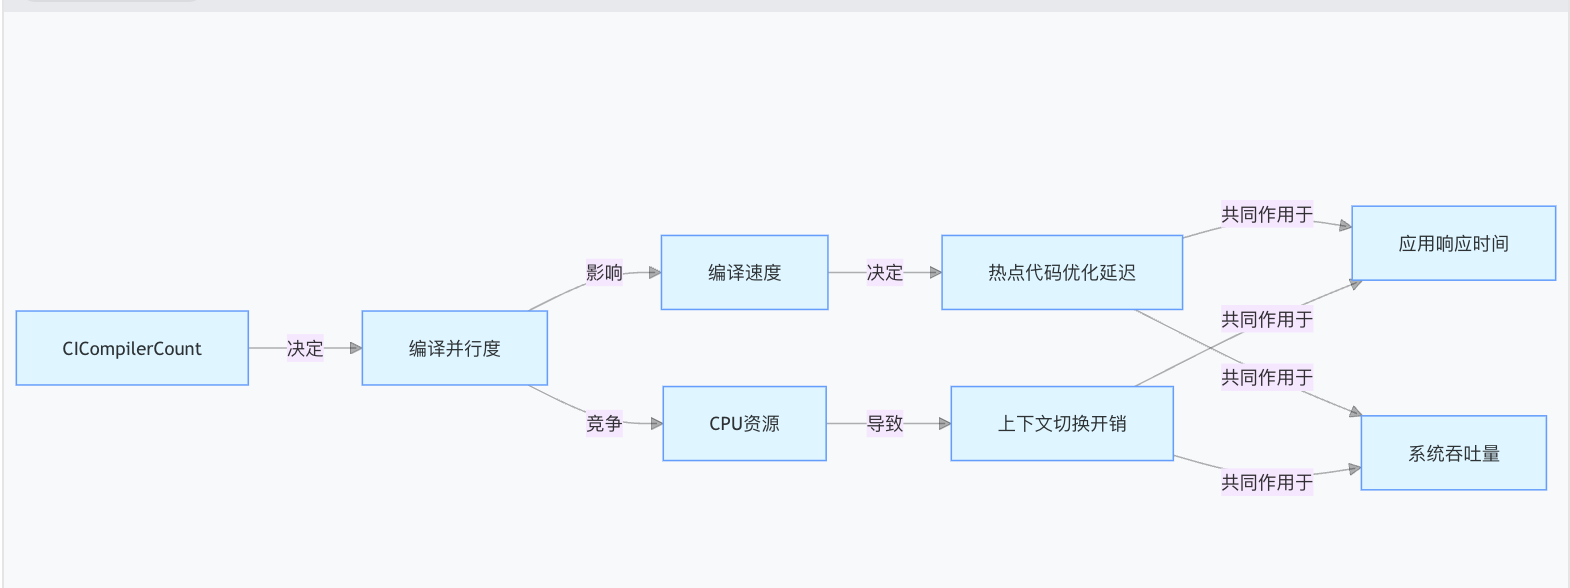 CICompilerCount
决定
编译并行度
影响
编译速度
决定
热点代码优化延迟
共同作用于
应用响应时间
共同作用于
竞争
CPU资源
导致
上下文切换开销
共同作用于
系统吞吐量
共同作用于